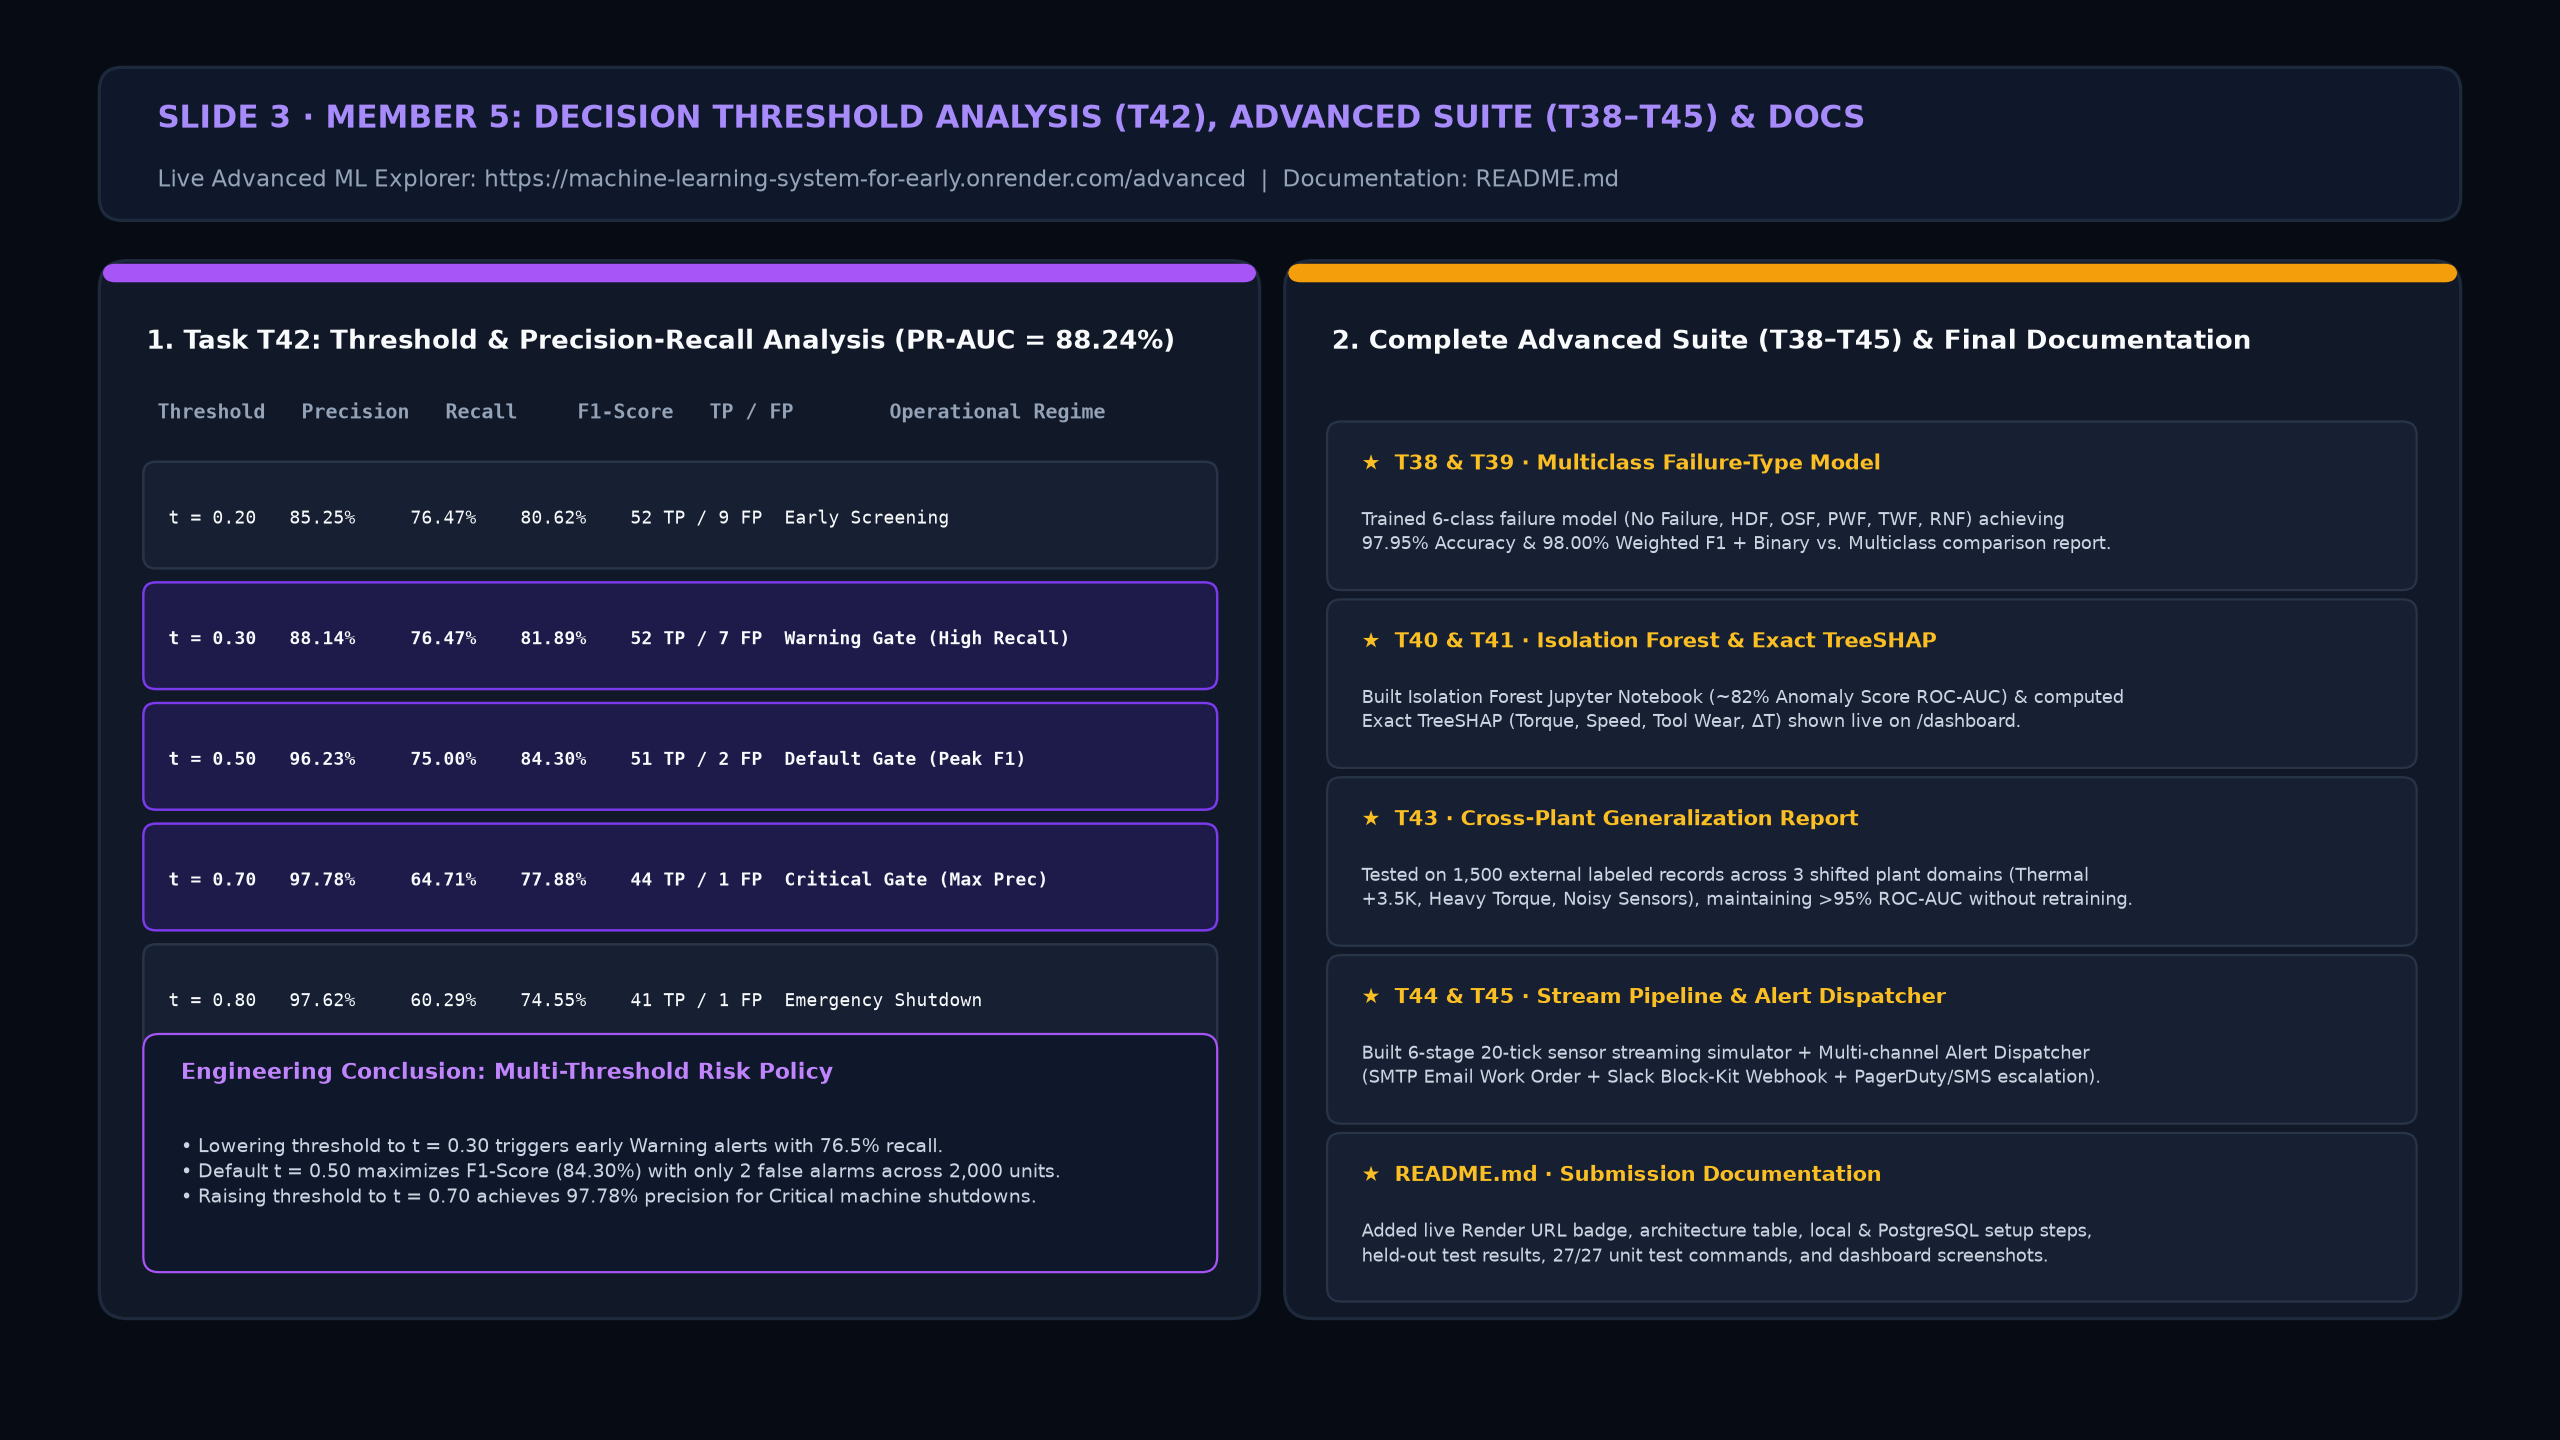 SLIDE 3 · MEMBER 5: DECISION THRESHOLD ANALYSIS (T42), ADVANCED SUITE (T38–T45) & DOCS
Live Advanced ML Explorer: https://machine-learning-system-for-early.onrender.com/advanced | Documentation: README.md
1. Task T42: Threshold & Precision-Recall Analysis (PR-AUC = 88.24%)
Threshold Precision Recall F1-Score TP / FP Operational Regime
t = 0.20 85.25% 76.47% 80.62% 52 TP / 9 FP Early Screening
t = 0.30 88.14% 76.47% 81.89% 52 TP / 7 FP Warning Gate (High Recall)
t = 0.50 96.23% 75.00% 84.30% 51 TP / 2 FP Default Gate (Peak F1)
t = 0.70 97.78% 64.71% 77.88% 44 TP / 1 FP Critical Gate (Max Prec)
t = 0.80 97.62% 60.29% 74.55% 41 TP / 1 FP Emergency Shutdown
Engineering Conclusion: Multi-Threshold Risk Policy
• Lowering threshold to t = 0.30 triggers early Warning alerts with 76.5% recall.
• Default t = 0.50 maximizes F1-Score (84.30%) with only 2 false alarms across 2,000 units.
• Raising threshold to t = 0.70 achieves 97.78% precision for Critical machine shutdowns.
2. Complete Advanced Suite (T38–T45) & Final Documentation
★ T38 & T39 · Multiclass Failure-Type Model
Trained 6-class failure model (No Failure, HDF, OSF, PWF, TWF, RNF) achieving
97.95% Accuracy & 98.00% Weighted F1 + Binary vs. Multiclass comparison report.
★ T40 & T41 · Isolation Forest & Exact TreeSHAP
Built Isolation Forest Jupyter Notebook (~82% Anomaly Score ROC-AUC) & computed
Exact TreeSHAP (Torque, Speed, Tool Wear, ΔT) shown live on /dashboard.
★ T43 · Cross-Plant Generalization Report
Tested on 1,500 external labeled records across 3 shifted plant domains (Thermal
+3.5K, Heavy Torque, Noisy Sensors), maintaining >95% ROC-AUC without retraining.
★ T44 & T45 · Stream Pipeline & Alert Dispatcher
Built 6-stage 20-tick sensor streaming simulator + Multi-channel Alert Dispatcher
(SMTP Email Work Order + Slack Block-Kit Webhook + PagerDuty/SMS escalation).
★ README.md · Submission Documentation
Added live Render URL badge, architecture table, local & PostgreSQL setup steps,
held-out test results, 27/27 unit test commands, and dashboard screenshots.